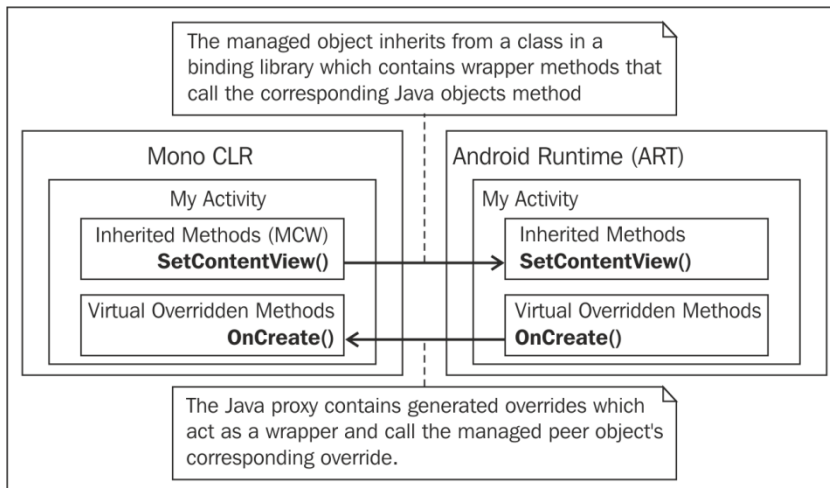 The managed object inherits from a class in a
binding library which contains wrapper methods that
call the corresponding Java objects method
Mono CLR
My Activity
Inherited Methods (MCW)
SetContentView()
Virtual Overridden Methods
OnCreate()
Android Runtime (ART)
My Activity
Inherited Methods
SetContentView()
Virtual Overridden Methods
OnCreate()
The Java proxy contains generated overrides which
act as a wrapper and call the managed peer object's
corresponding override.